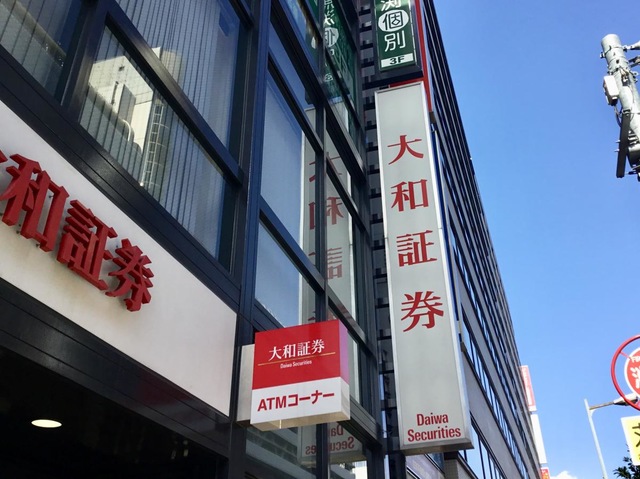 個別
3F
大和証券
Daiwa
Securities
大和証券
大和証券
Daiwa Securities
ATMコーナー